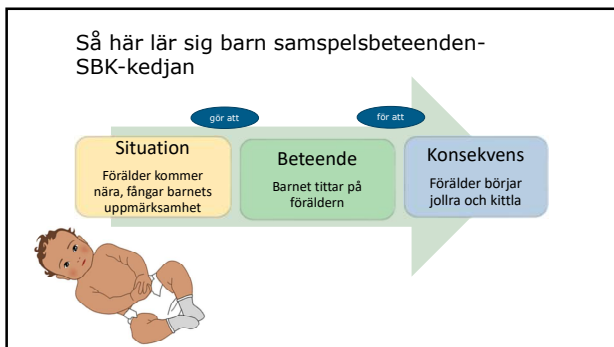 Så här lär sig barn samspelsbeteenden-
SBK-kedjan
gör att
för att
Situation
Förälder kommer
nära, fångar barnets
uppmärksamhet
Beteende
Barnet tittar på
föräldern
Konsekvens
Förälder börjar
jollra och kittla